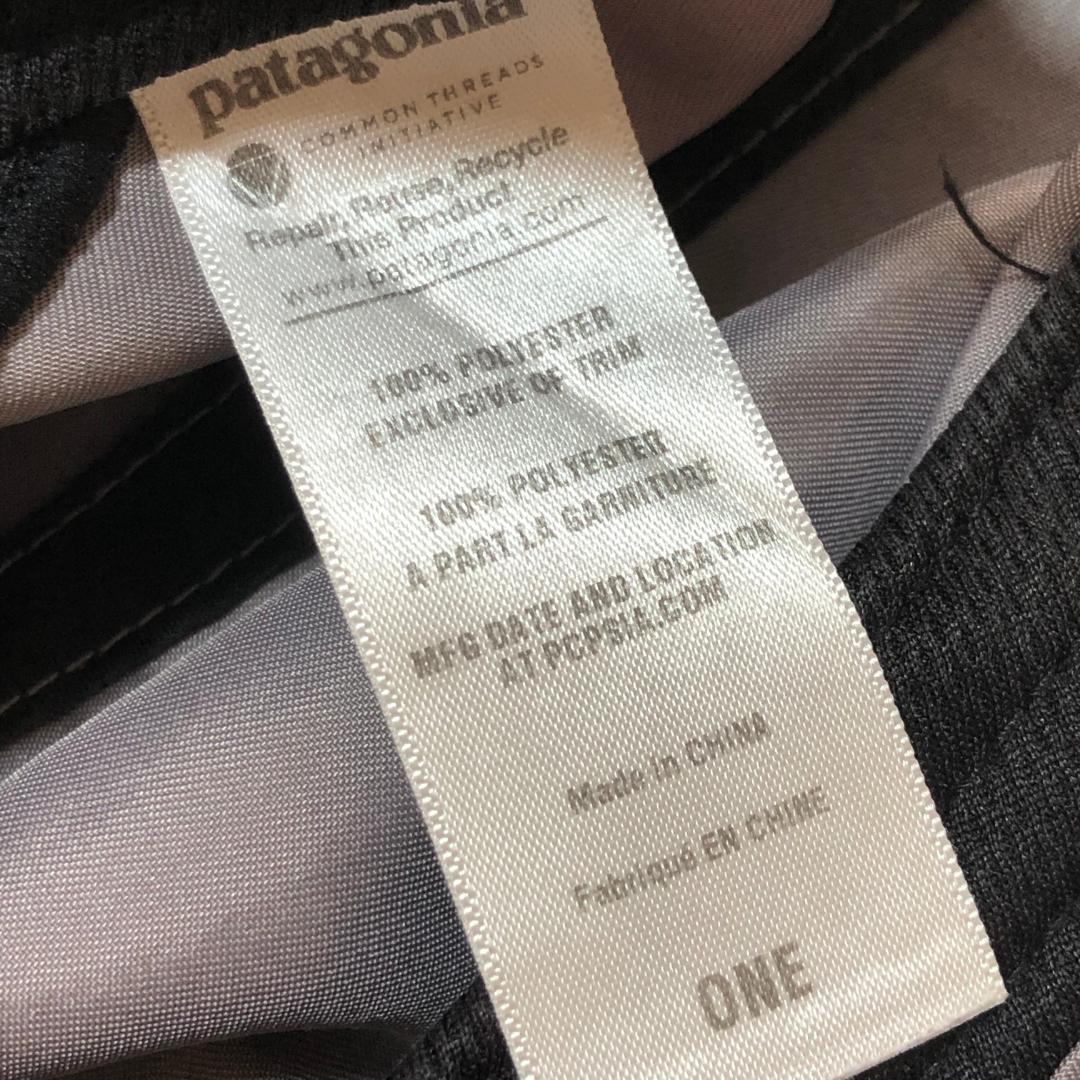 patagonia
COMMON THREADS
INITIATIVE
Repair, Reuse, Recycle
This Product
www.patagonia.com
100% POLYESTER
EXCLOSIVE OF TRIM
100% POLYESTER
A PART LA GARNITURE
MFG DATE AND LOCATION
AT PCPSIA.COM
Made in CHINA
Fabriqué EN CHINE
ONE